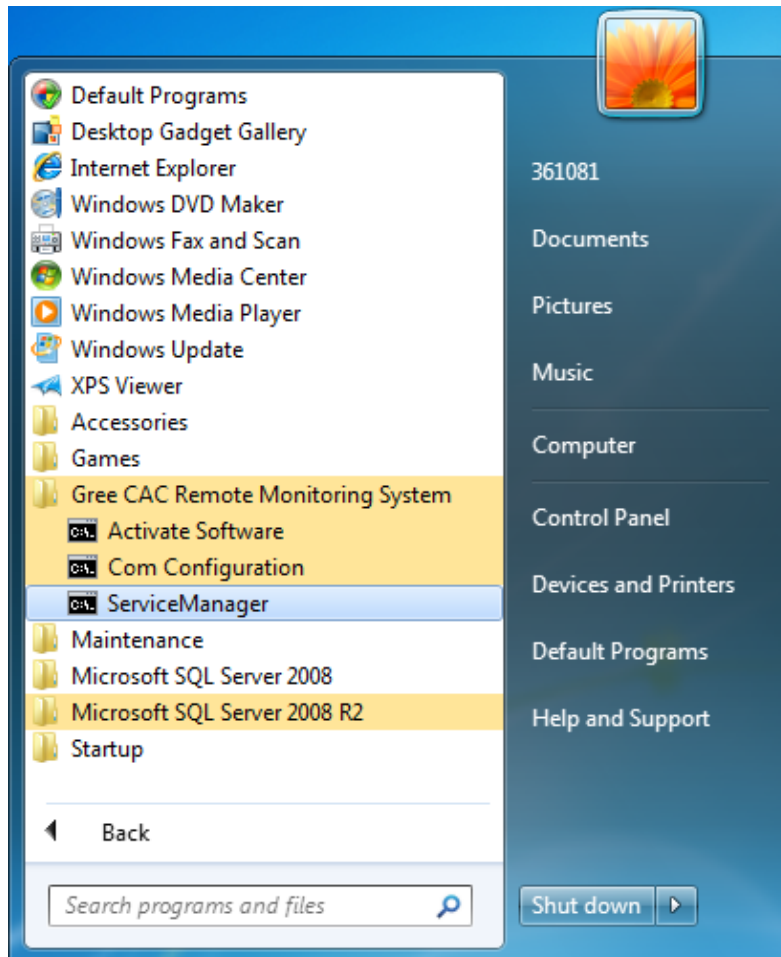 Default Programs
Desktop Gadget Gallery
Internet Explorer
Windows DVD Maker
Windows Fax and Scan
Windows Media Center
Windows Media Player
Windows Update
XPS Viewer
Accessories
Games
Gree CAC Remote Monitoring System
Activate Software
Com Configuration
ServiceManager
Maintenance
Microsoft SQL Server 2008
Microsoft SQL Server 2008 R2
Startup
Back
Search programs and files
361081
Documents
Pictures
Music
Computer
Control Panel
Devices and Printers
Default Programs
Help and Support
Shut down